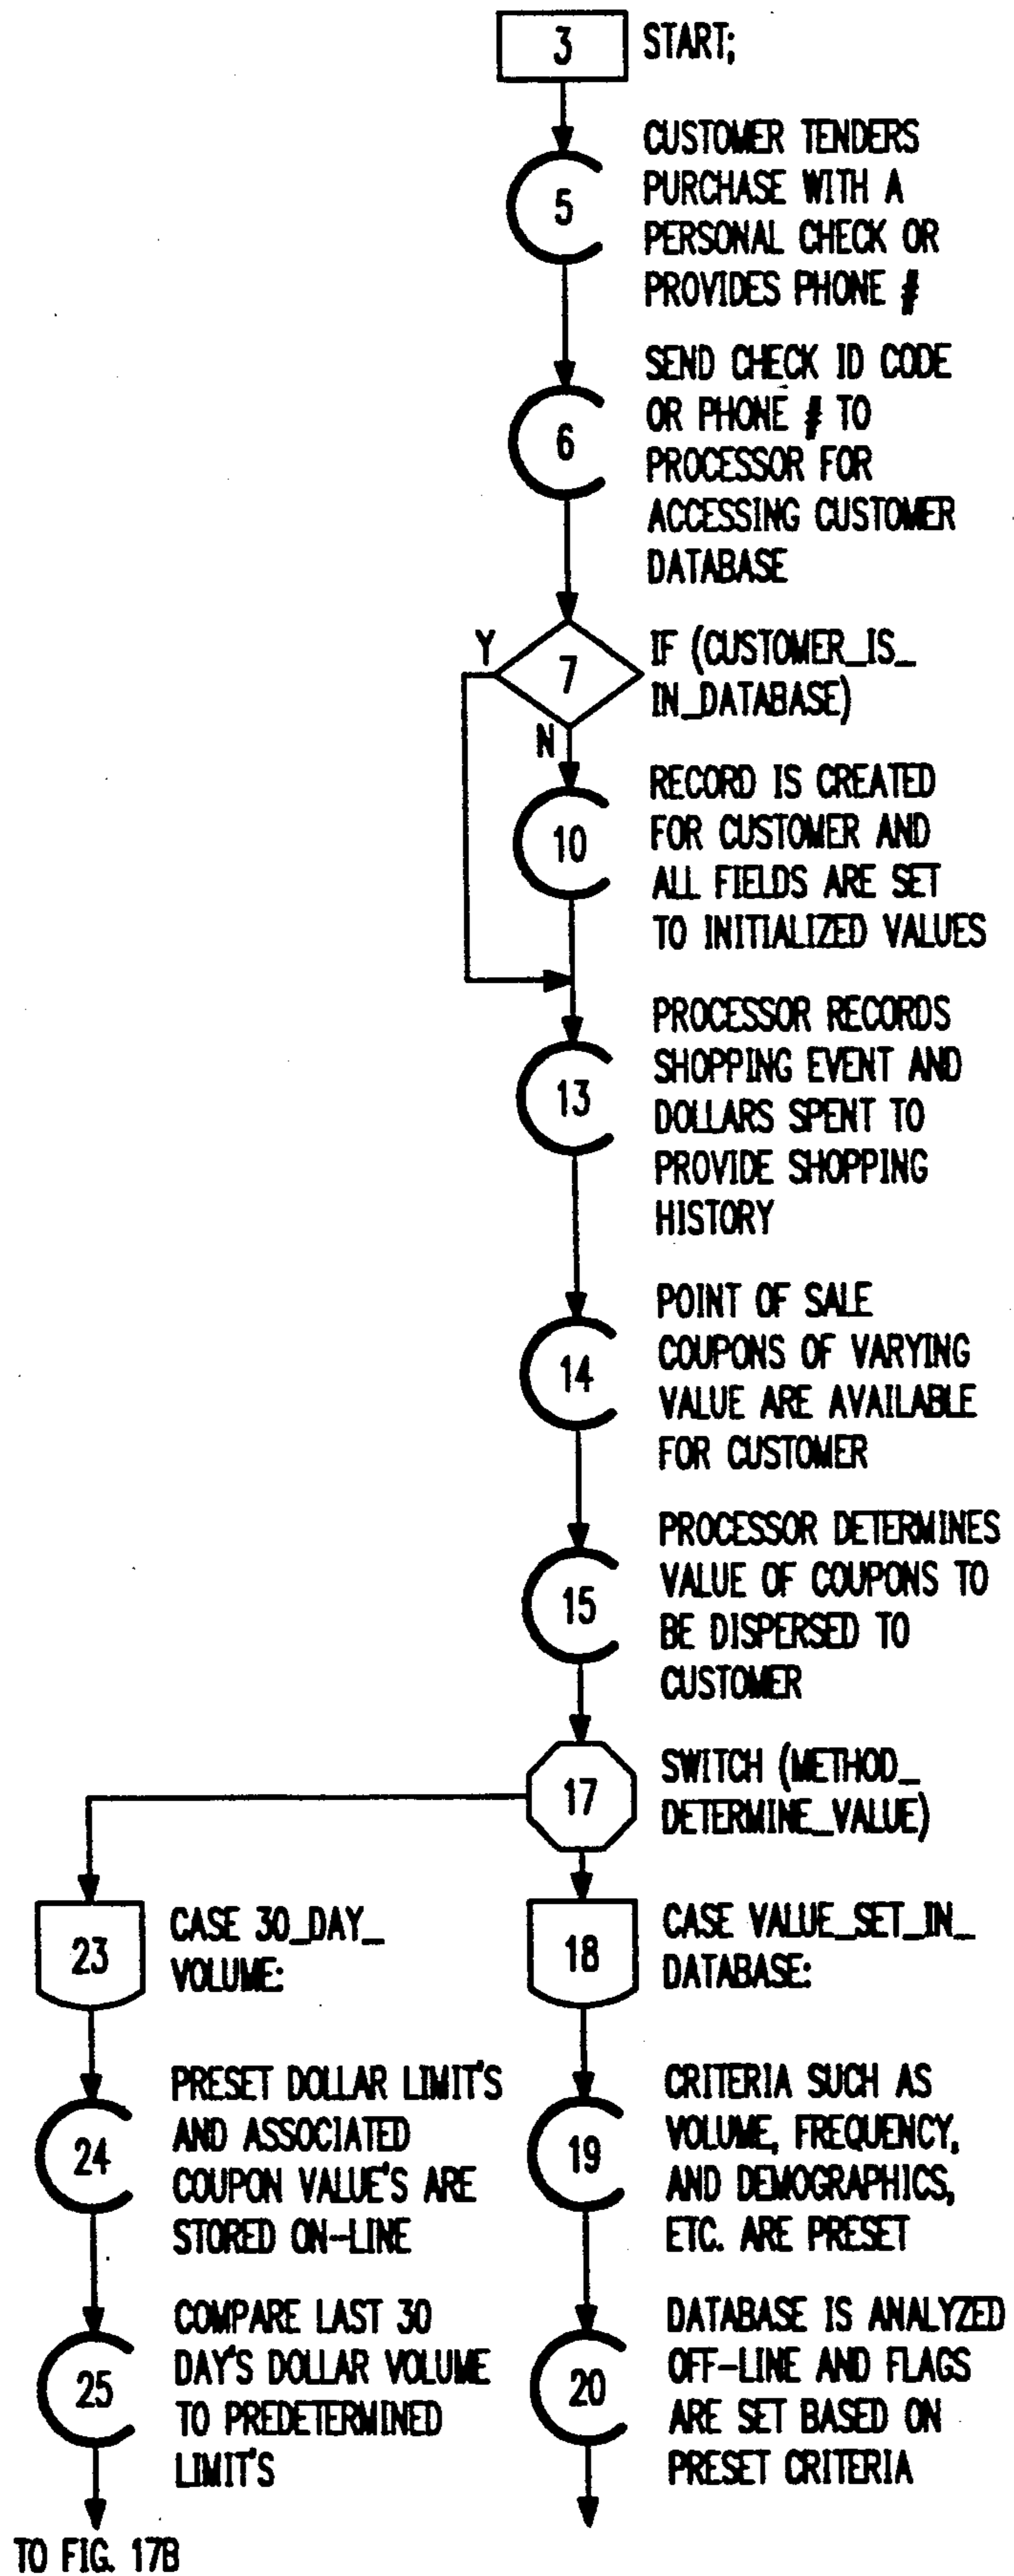 3 START;
CUSTOMER TENDERS
PURCHASE WITH A
5
PERSONAL CHECK OR
PROVIDES PHONE #
SEND CHECK ID CODE
OR PHONE # TO
6
PROCESSOR FOR
ACCESSING CUSTOMER
DATABASE
Y
7
IF (CUSTOMER_IS_
IN_DATABASE)
N
RECORD IS CREATED
FOR CUSTOMER AND
10
ALL FIELDS ARE SET
TO INITIALIZED VALUES
PROCESSOR RECORDS
SHOPPING EVENT AND
13
DOLLARS SPENT TO
PROVIDE SHOPPING
HISTORY
POINT OF SALE
COUPONS OF VARYING
14
VALUE ARE AVAILABLE
FOR CUSTOMER
PROCESSOR DETERMINES
VALUE OF COUPONS TO
15
BE DISPERSED TO
CUSTOMER
17
SWITCH (METHOD_
DETERMINE_VALUE)
23
CASE 30_DAY_
VOLUME:
24
PRESET DOLLAR LIMIT'S
AND ASSOCIATED
COUPON VALUE'S ARE
STORED ON-LINE
25
COMPARE LAST 30
DAY'S DOLLAR VOLUME
TO PREDETERMINED
LIMIT'S
TO FIG. 17B
18
CASE VALUE_SET_IN_
DATABASE:
19
CRITERIA SUCH AS
VOLUME, FREQUENCY,
AND DEMOGRAPHICS,
ETC. ARE PRESET
20
DATABASE IS ANALYZED
OFF-LINE AND FLAGS
ARE SET BASED ON
PRESET CRITERIA